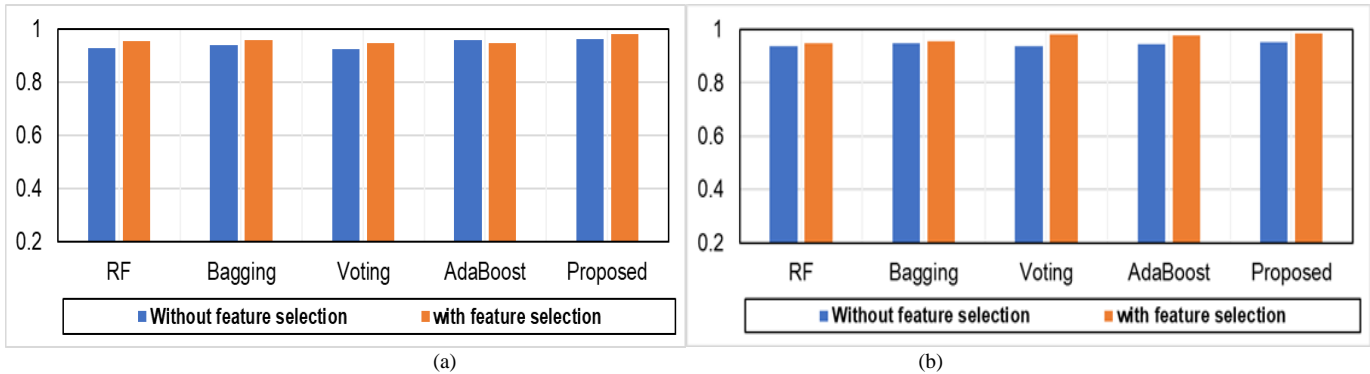 1
0.8
0.6
0.4
0.2
RF Bagging Voting AdaBoost Proposed
Without feature selection with feature selection
(a)
1
0.8
0.6
0.4
0.2
RF Bagging Voting AdaBoost Proposed
Without feature selection with feature selection
(b)